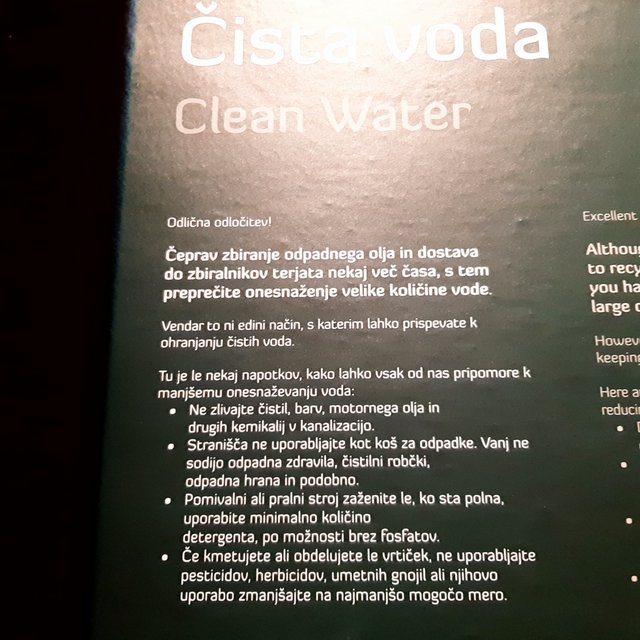 Čista voda
Clean Water
Odlična odločitev!
Čeprav zbiranje odpadnega olja in dostava
do zbiralnikov terjata nekaj več časa, s tem
preprečite onesnaženje velike količine vode.
Vendar to ni edini način, s katerim lahko prispevate k
ohranjanju čistih voda.
Tu je le nekaj napotkov, kako lahko vsak od nas pripomore k
manjšemu onesnaževanju voda:
• Ne zlivajte čistil, barv, motornega olja in
drugih kemikalij v kanalizacijo.
• Stranišča ne uporabljajte kot koš za odpadke. Vanj ne
sodijo odpadna zdravila, čistilni robčki,
odpadna hrana in podobno.
• Pomivalni ali pralni stroj zaženite le, ko sta polna,
uporabite minimalno količino
detergenta, po možnosti brez fosfatov.
• Če kmetujete ali obdelujete le vrtiček, ne uporabljajte
pesticidov, herbicidov, umetnih gnojil ali njihovo
uporabo zmanjšajte na najmanjšo mogočo mero.
Excellent
to recy
you ha
large
keeping
Here